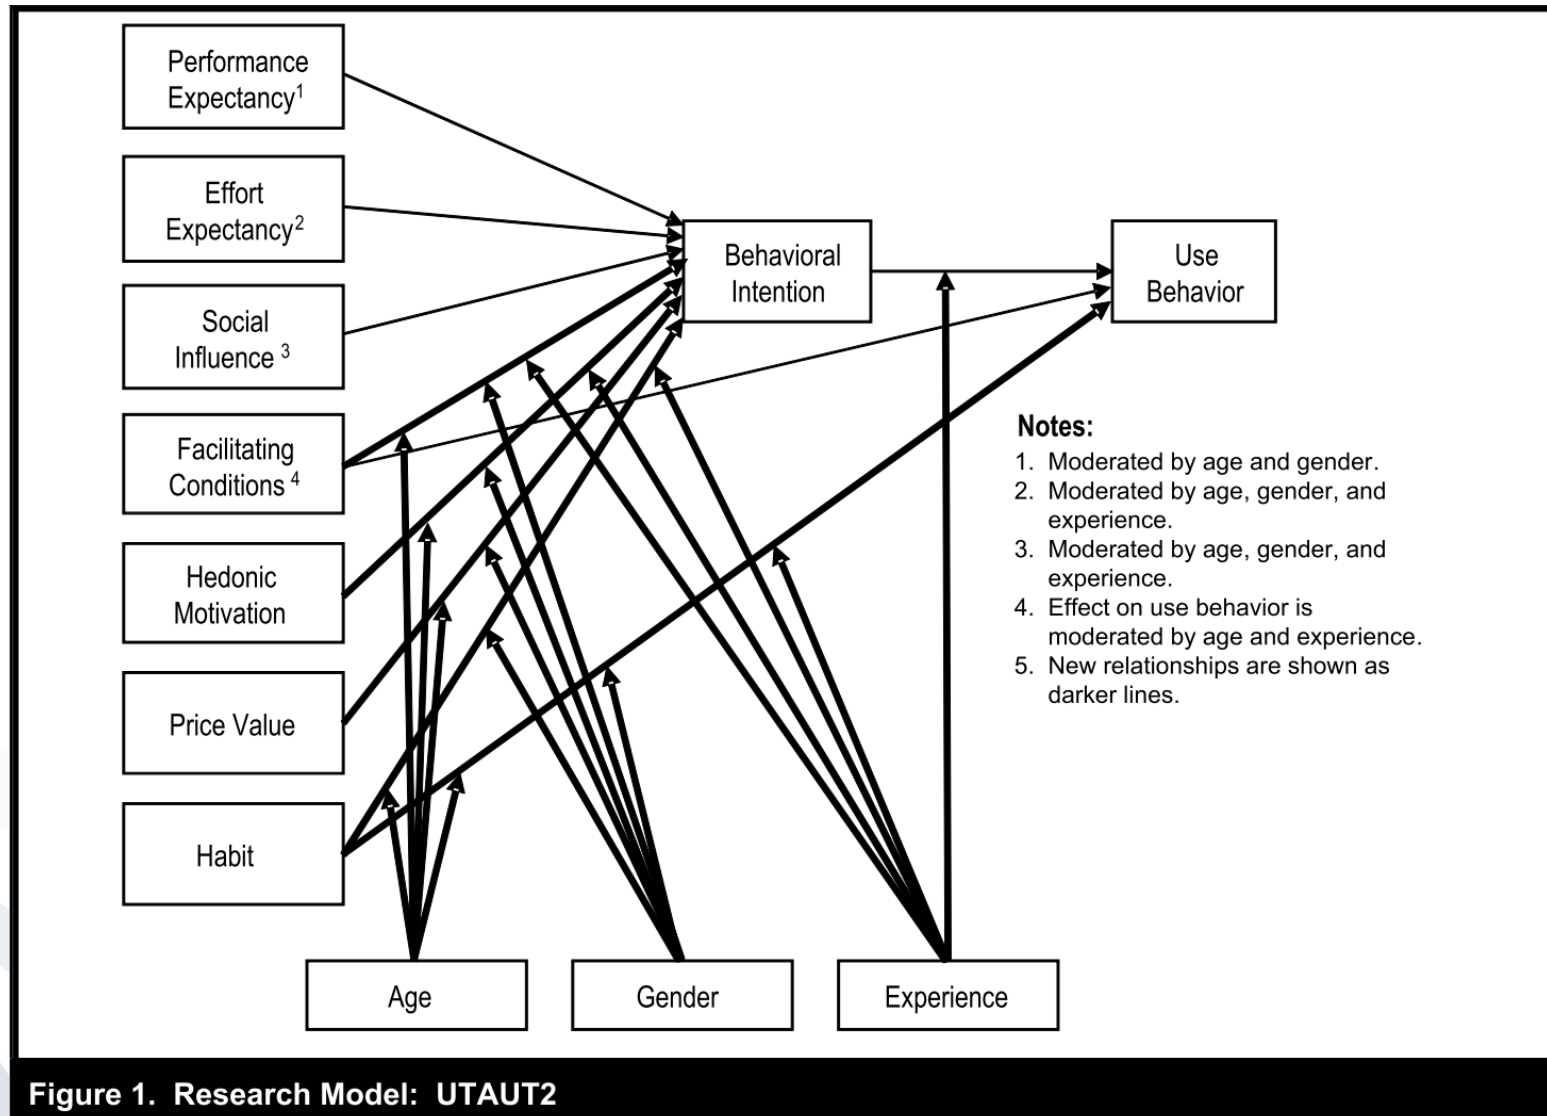 Performance
Expectancy1
Effort
Expectancy2
Social
Influence 3
Facilitating
Conditions 4
Hedonic
Motivation
Price Value
Habit
Behavioral
Intention
Use
Behavior
Notes:
1. Moderated by age and gender.
2. Moderated by age, gender, and
experience.
3. Moderated by age, gender, and
experience.
4. Effect on use behavior is
moderated by age and experience.
5. New relationships are shown as
darker lines.
Age
Gender
Experience
Figure 1. Research Model: UTAUT2